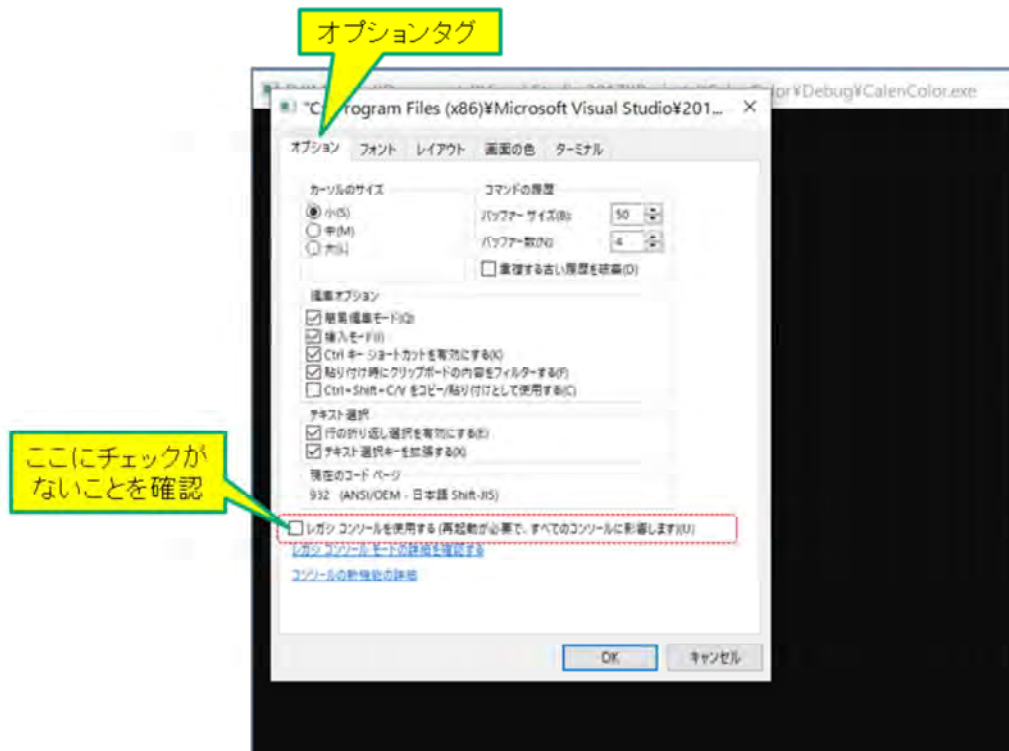 オプションタグ
or¥Debug¥CalenColor.exe
"C: Program Files (x86)¥Microsoft Visual Studio¥201...
オプション フォント レイアウト 画面の色 ターミナル
カーソルのサイズ
小(S)
中(M)
大(L)
コマンドの履歴
バッファー サイズ(B): 50
バッファー数(N): 4
重複する古い履歴を破棄(D)
編集オプション
簡易編集モード(Q)
挿入モード(I)
Ctrl キー ショートカットを有効にする(K)
貼り付け時にクリップボードの内容をフィルターする(F)
Ctrl+Shift+C/V をコピー/貼り付けとして使用する(C)
テキスト選択
行の折り返し選択を有効にする(E)
テキスト選択キーを拡張する(X)
現在のコード ページ
932 (ANSI/OEM - 日本語 Shift-JIS)
ここにチェックが
ないことを確認
レガシ コンソールを使用する (再起動が必要で、すべてのコンソールに影響します)(U)
レガシ コンソール モードの詳細を確認する
コンソールの新機能の詳細
OK キャンセル